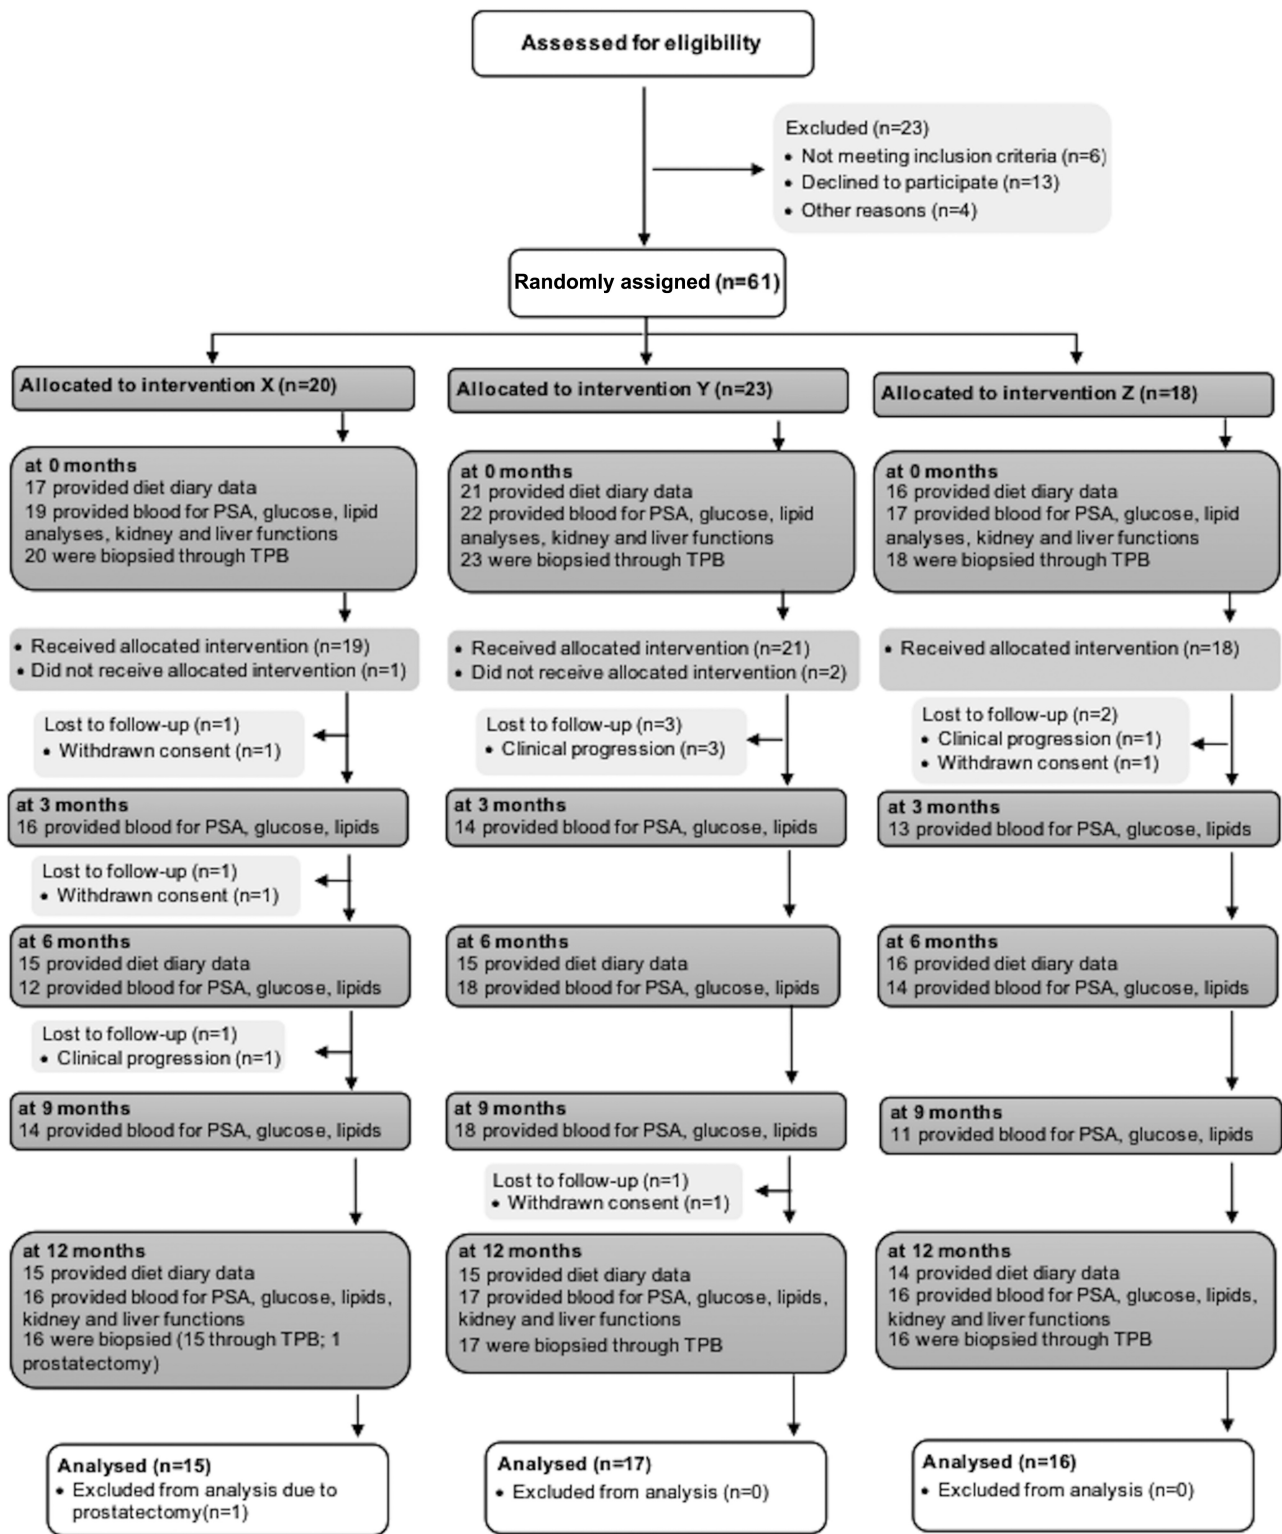 Assessed for eligibility
Excluded (n=23)
• Not meeting inclusion criteria (n=6)
• Declined to participate (n=13)
• Other reasons (n=4)
Randomly assigned (n=61)
Allocated to intervention X (n=20)
at 0 months
17 provided diet diary data
19 provided blood for PSA, glucose, lipid
analyses, kidney and liver functions
20 were biopsied through TPB
• Received allocated intervention (n=19)
• Did not receive allocated intervention (n=1)
Lost to follow-up (n=1)
• Withdrawn consent (n=1)
at 3 months
16 provided blood for PSA, glucose, lipids
Lost to follow-up (n=1)
• Withdrawn consent (n=1)
at 6 months
15 provided diet diary data
12 provided blood for PSA, glucose, lipids
Lost to follow-up (n=1)
• Clinical progression (n=1)
at 9 months
14 provided blood for PSA, glucose, lipids
at 12 months
15 provided diet diary data
16 provided blood for PSA, glucose, lipids,
kidney and liver functions
16 were biopsied (15 through TPB; 1
prostatectomy)
Analysed (n=15)
• Excluded from analysis due to
prostatectomy(n=1)
Allocated to intervention Y (n=23)
at 0 months
21 provided diet diary data
22 provided blood for PSA, glucose, lipid
analyses, kidney and liver functions
23 were biopsied through TPB
• Received allocated intervention (n=21)
• Did not receive allocated intervention (n=2)
Lost to follow-up (n=3)
• Clinical progression (n=3)
at 3 months
14 provided blood for PSA, glucose, lipids
at 6 months
15 provided diet diary data
18 provided blood for PSA, glucose, lipids
at 9 months
18 provided blood for PSA, glucose, lipids
Lost to follow-up (n=1)
• Withdrawn consent (n=1)
at 12 months
15 provided diet diary data
17 provided blood for PSA, glucose, lipids,
kidney and liver functions
17 were biopsied through TPB
Analysed (n=17)
• Excluded from analysis (n=0)
Allocated to intervention Z (n=18)
at 0 months
16 provided diet diary data
17 provided blood for PSA, glucose, lipid
analyses, kidney and liver functions
18 were biopsied through TPB
• Received allocated intervention (n=18)
Lost to follow-up (n=2)
• Clinical progression (n=1)
• Withdrawn consent (n=1)
at 3 months
13 provided blood for PSA, glucose, lipids
at 6 months
16 provided diet diary data
14 provided blood for PSA, glucose, lipids
at 9 months
11 provided blood for PSA, glucose, lipids
at 12 months
14 provided diet diary data
16 provided blood for PSA, glucose, lipids,
kidney and liver functions
16 were biopsied through TPB
Analysed (n=16)
• Excluded from analysis (n=0)